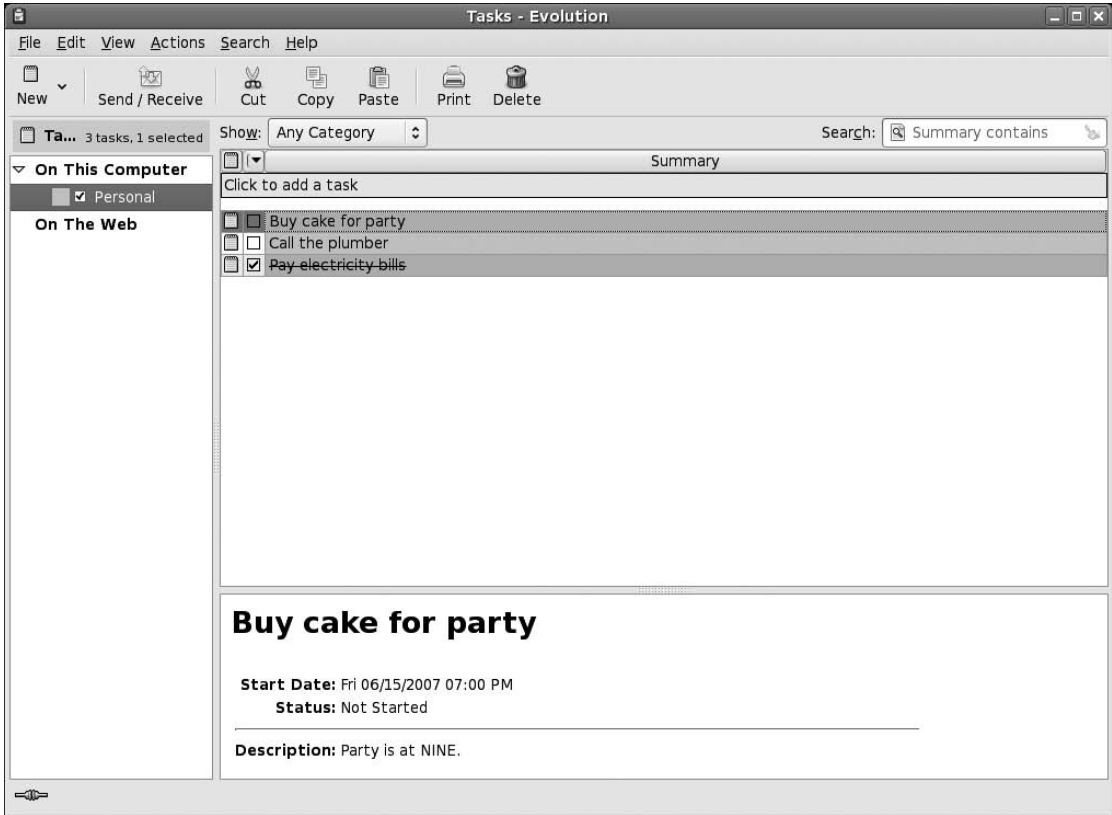 Tasks - Evolution
File Edit View Actions Search Help
New Send / Receive Cut Copy Paste Print Delete
Ta... 3 tasks, 1 selected
Show: Any Category
Search: Summary contains
On This Computer
Personal
On The Web
Summary
Click to add a task
Buy cake for party
Call the plumber
Pay electricity bills
Buy cake for party
Start Date: Fri 06/15/2007 07:00 PM
Status: Not Started
Description: Party is at NINE.